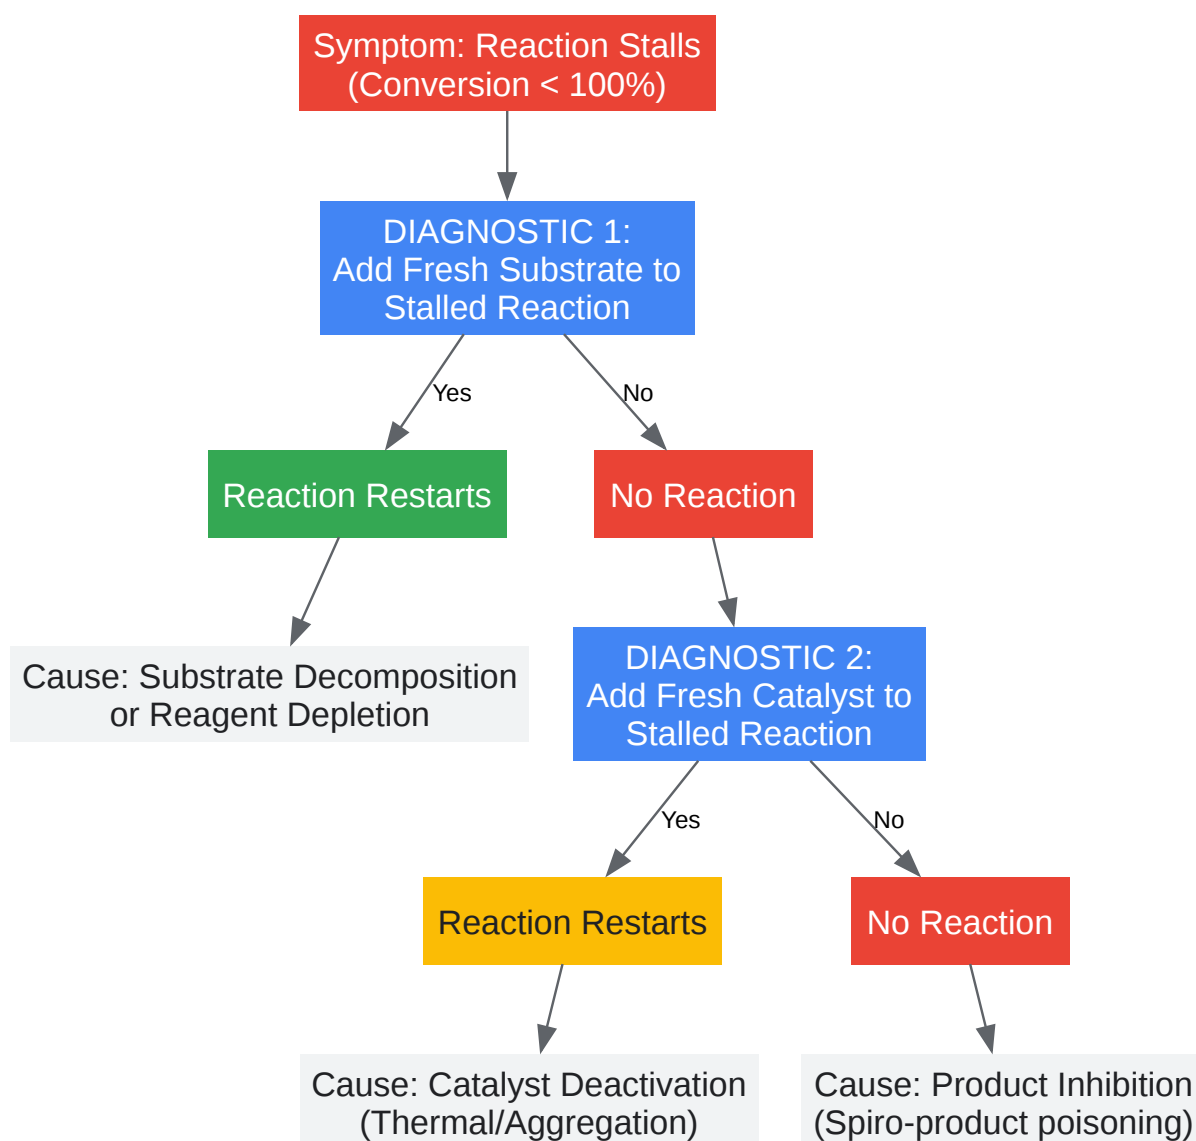 Symptom: Reaction Stalls
(Conversion < 100%)
DIAGNOSTIC 1:
Add Fresh Substrate to
Stalled Reaction
Yes
No
Reaction Restarts
No Reaction
Cause: Substrate Decomposition
or Reagent Depletion
DIAGNOSTIC 2:
Add Fresh Catalyst to
Stalled Reaction
Yes
No
Reaction Restarts
No Reaction
Cause: Catalyst Deactivation
(Thermal/Aggregation)
Cause: Product Inhibition
(Spiro-product poisoning)